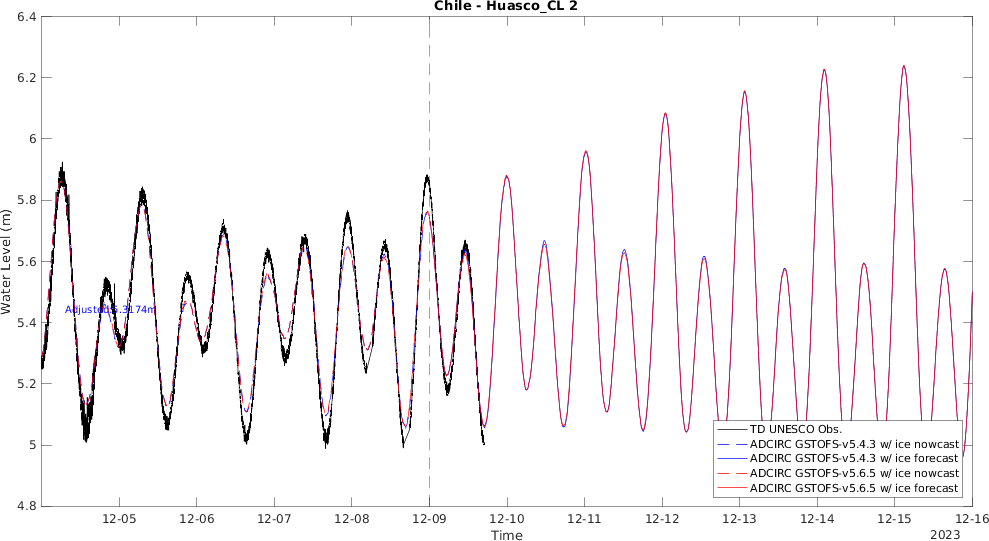 Chile - Huasco_CL 2
6.4
6.2
6
5.8
5.6
5.4
5.2
5
4.8
Water Level (m)
12-05
12-06
12-07
12-08
12-09
12-10
12-11
12-12
12-13
12-14
12-15
12-16
Time
2023
TD UNESCO Obs.
ADCIRC GSTOFS-v5.4.3 w/ ice nowcast
ADCIRC GSTOFS-v5.4.3 w/ ice forecast
ADCIRC GSTOFS-v5.6.5 w/ ice nowcast
ADCIRC GSTOFS-v5.6.5 w/ ice forecast